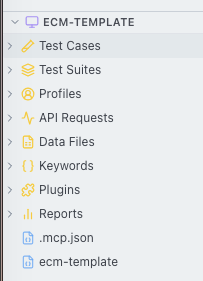 ECM-TEMPLATE
Test Cases
Test Suites
Profiles
API Requests
Data Files
Keywords
Plugins
Reports
.mcp.json
ecm-template